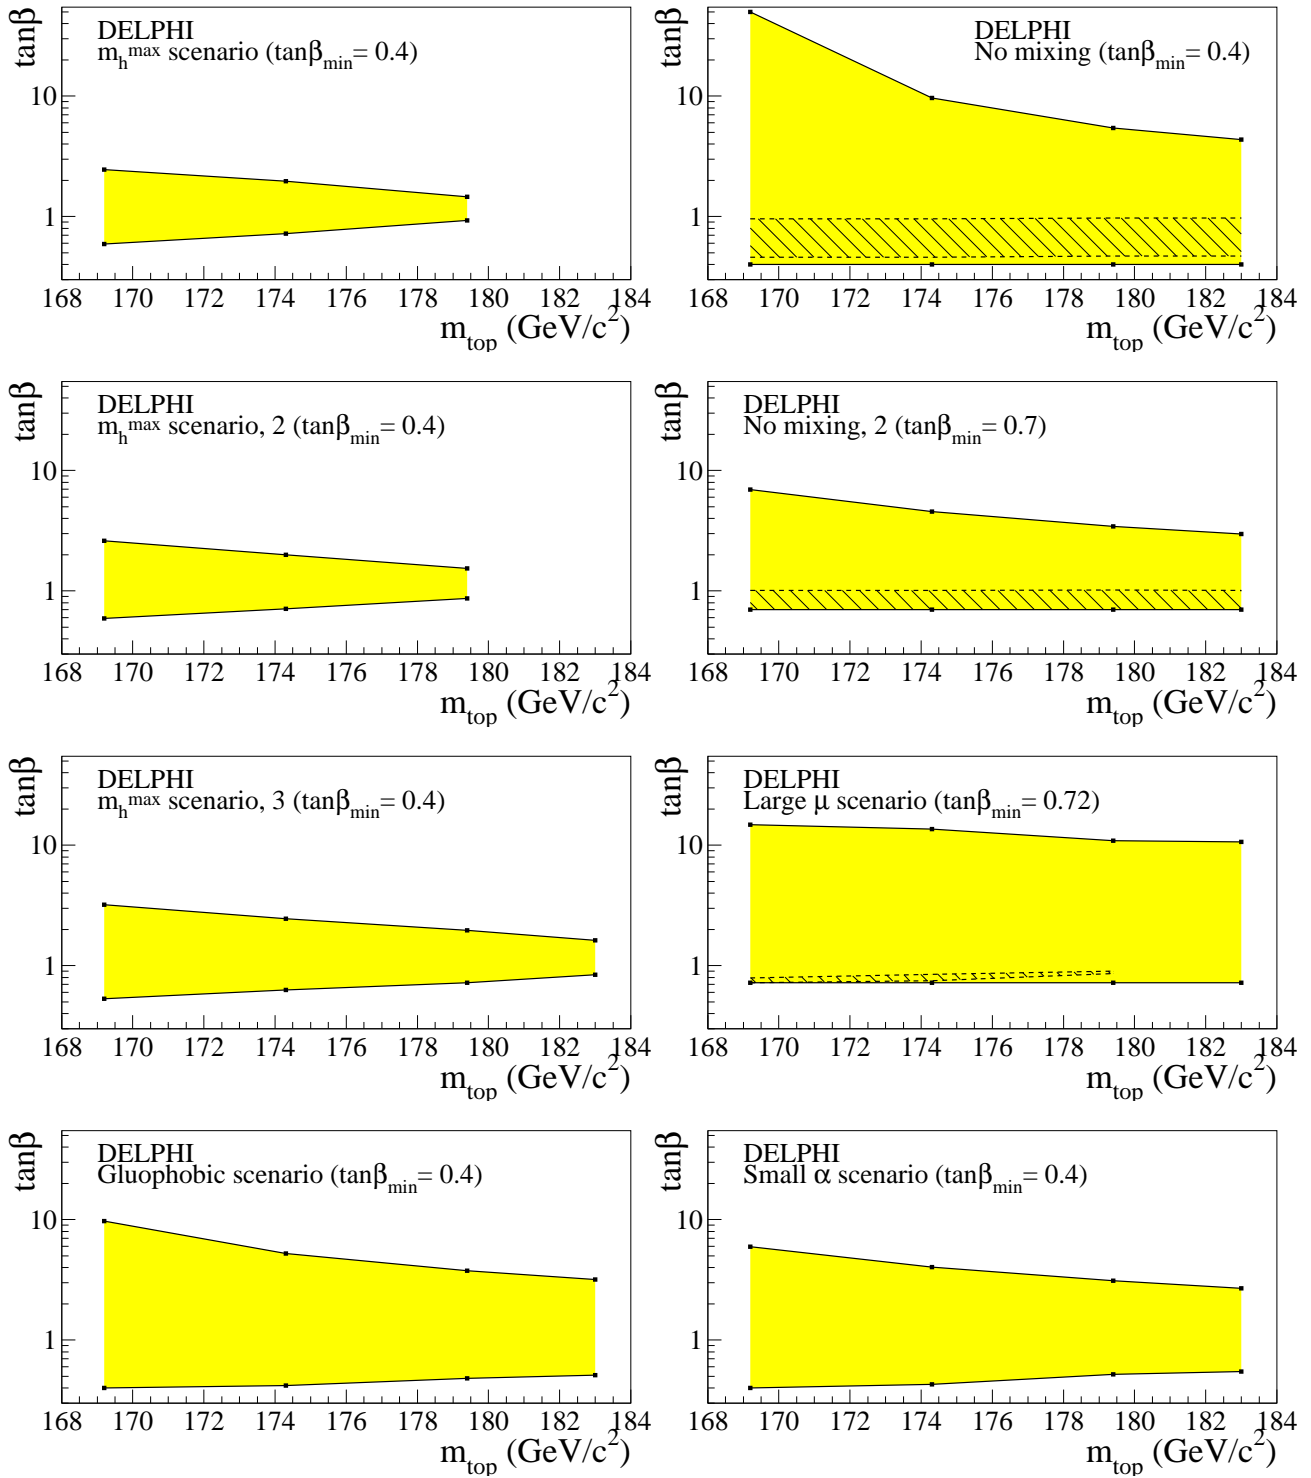 tanβ
DELPHI
m_h^max scenario (tanβ_min= 0.4)
10
1
168 170 172 174 176 178 180 182 184
m_top (GeV/c^2)
tanβ
DELPHI
No mixing (tanβ_min= 0.4)
10
1
168 170 172 174 176 178 180 182 184
m_top (GeV/c^2)
tanβ
DELPHI
m_h^max scenario, 2 (tanβ_min= 0.4)
10
1
168 170 172 174 176 178 180 182 184
m_top (GeV/c^2)
tanβ
DELPHI
No mixing, 2 (tanβ_min= 0.7)
10
1
168 170 172 174 176 178 180 182 184
m_top (GeV/c^2)
tanβ
DELPHI
m_h^max scenario, 3 (tanβ_min= 0.4)
10
1
168 170 172 174 176 178 180 182 184
m_top (GeV/c^2)
tanβ
DELPHI
Large μ scenario (tanβ_min= 0.72)
10
1
168 170 172 174 176 178 180 182 184
m_top (GeV/c^2)
tanβ
DELPHI
Gluophobic scenario (tanβ_min= 0.4)
10
1
168 170 172 174 176 178 180 182 184
m_top (GeV/c^2)
tanβ
DELPHI
Small α scenario (tanβ_min= 0.4)
10
1
168 170 172 174 176 178 180 182 184
m_top (GeV/c^2)